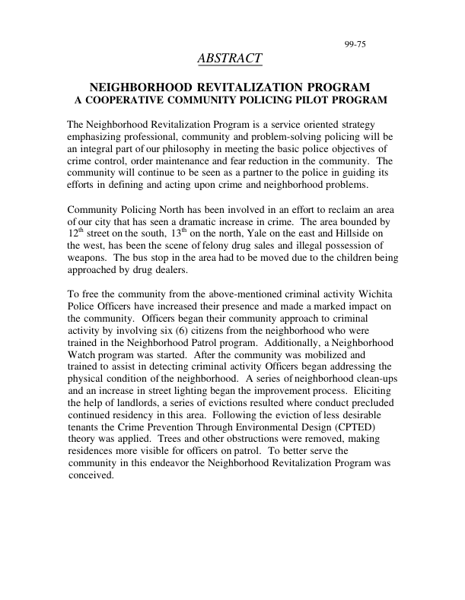 99-75
ABSTRACT
NEIGHBORHOOD REVITALIZATION PROGRAM
A COOPERATIVE COMMUNITY POLICING PILOT PROGRAM
The Neighborhood Revitalization Program is a service oriented strategy
emphasizing professional, community and problem-solving policing will be
an integral part of our philosophy in meeting the basic police objectives of
crime control, order maintenance and fear reduction in the community.  The
community will continue to be seen as a partner to the police in guiding its
efforts in defining and acting upon crime and neighborhood problems.
Community Policing North has been involved in an effort to reclaim an area
of our city that has seen a dramatic increase in crime.  The area bounded by
12th street on the south, 13th on the north, Yale on the east and Hillside on
the west, has been the scene of felony drug sales and illegal possession of
weapons.  The bus stop in the area had to be moved due to the children being
approached by drug dealers.
To free the community from the above-mentioned criminal activity Wichita
Police Officers have increased their presence and made a marked impact on
the community.  Officers began their community approach to criminal
activity by involving six (6) citizens from the neighborhood who were
trained in the Neighborhood Patrol program.  Additionally, a Neighborhood
Watch program was started.  After the community was mobilized and
trained to assist in detecting criminal activity Officers began addressing the
physical condition of the neighborhood.  A series of neighborhood clean-ups
and an increase in street lighting began the improvement process.  Eliciting
the help of landlords, a series of evictions resulted where conduct precluded
continued residency in this area.  Following the eviction of less desirable
tenants the Crime Prevention Through Environmental Design (CPTED)
theory was applied.  Trees and other obstructions were removed, making
residences more visible for officers on patrol.  To better serve the
community in this endeavor the Neighborhood Revitalization Program was
conceived.